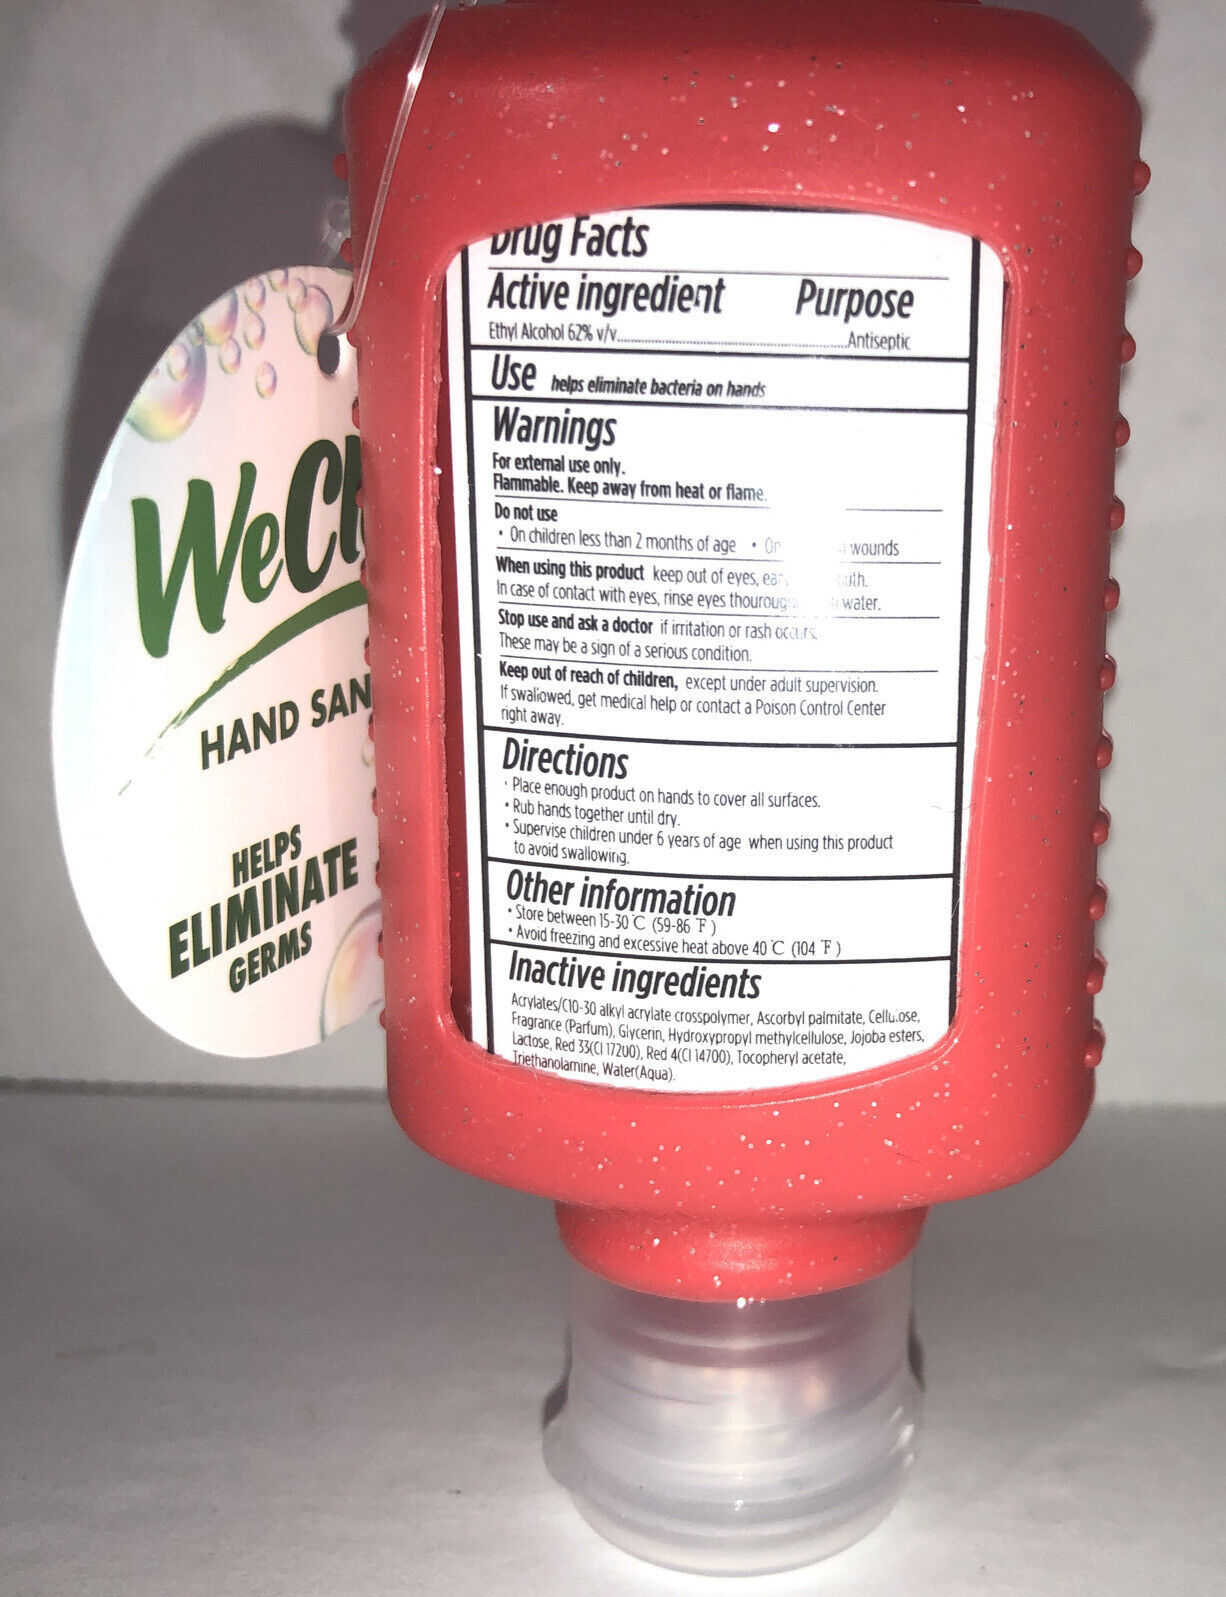 WeCl
HAND SAN
HELPS
ELIMINATE
GERMS
Drug Facts
Active ingredient Purpose
Ethyl Alcohol 62% v/v..........Antiseptic
Use helps eliminate bacteria on hands
Warnings
For external use only.
Flammable. Keep away from heat or flame.
Do not use
• On children less than 2 months of age • On wounds
When using this product keep out of eyes,
In case of contact with eyes, rinse eyes water.
Stop use and ask a doctor if irritation or rash occurs.
These may be a sign of a serious condition.
Keep out of reach of children, except under adult supervision.
If swallowed, get medical help or contact a Poison Control Center
right away.
Directions
• Place enough product on hands to cover all surfaces.
• Rub hands together until dry.
• Supervise children under 6 years of age when using this product
to avoid swallowing.
Other information
• Store between 15-30℃ (59-86℉)
• Avoid freezing and excessive heat above 40℃ (104℉)
Inactive ingredients
Acrylates/C10-30 alkyl acrylate crosspolymer, Ascorbyl palmitate, Cellulose,
Fragrance (Parfum), Glycerin, Hydroxypropyl methylcellulose, Jojoba esters,
Lactose, Red 33(CI 17200), Red 4(CI 14700), Tocopheryl acetate,
Triethanolamine, Water(Aqua).